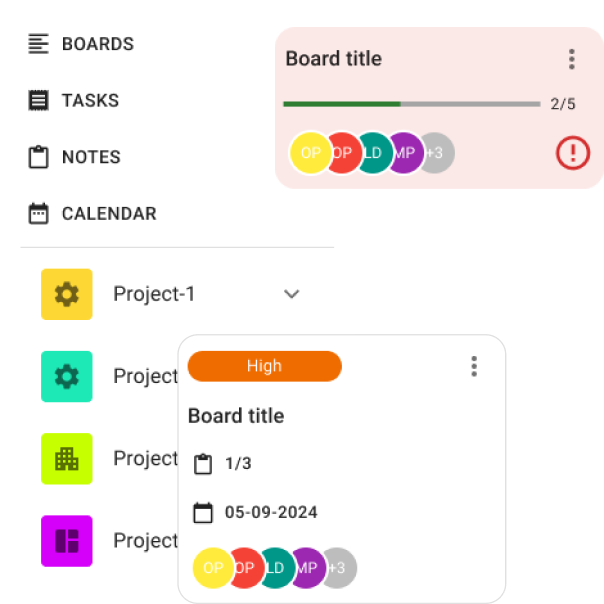 BOARDS
TASKS
NOTES
CALENDAR
Board title
2/5
OP
OP
LD
MP
+3
Project-1
Project
Project
Project
High
Board title
1/3
05-09-2024
OP
OP
LD
MP
+3